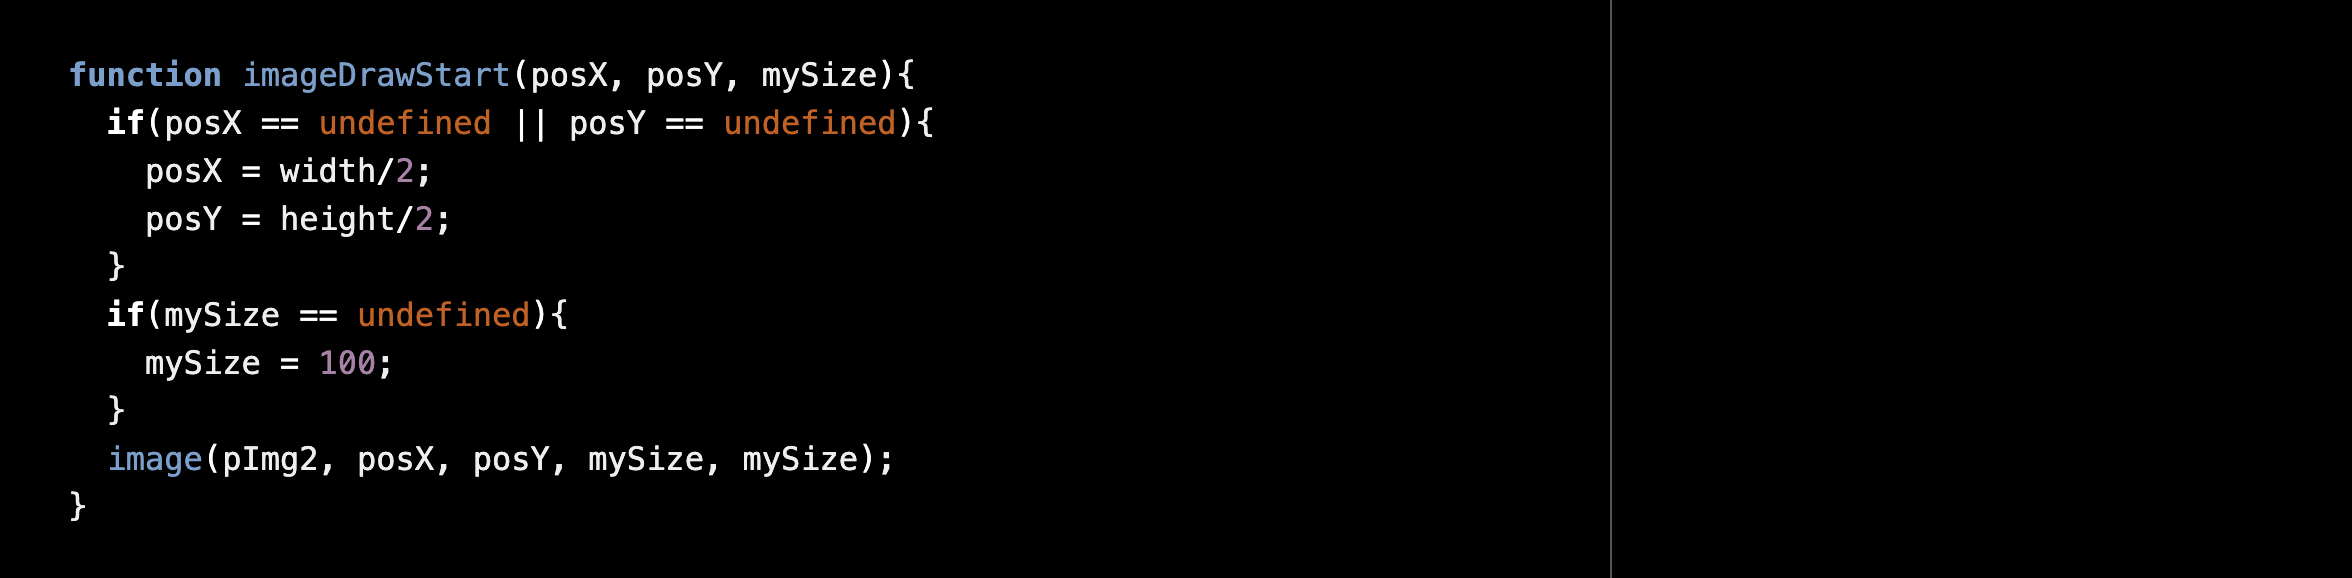 function imageDrawStart(posX, posY, mySize){
  if(posX == undefined || posY == undefined){
    posX = width/2;
    posY = height/2;
  }
  if(mySize == undefined){
    mySize = 100;
  }
  image(pImg2, posX, posY, mySize, mySize);
}